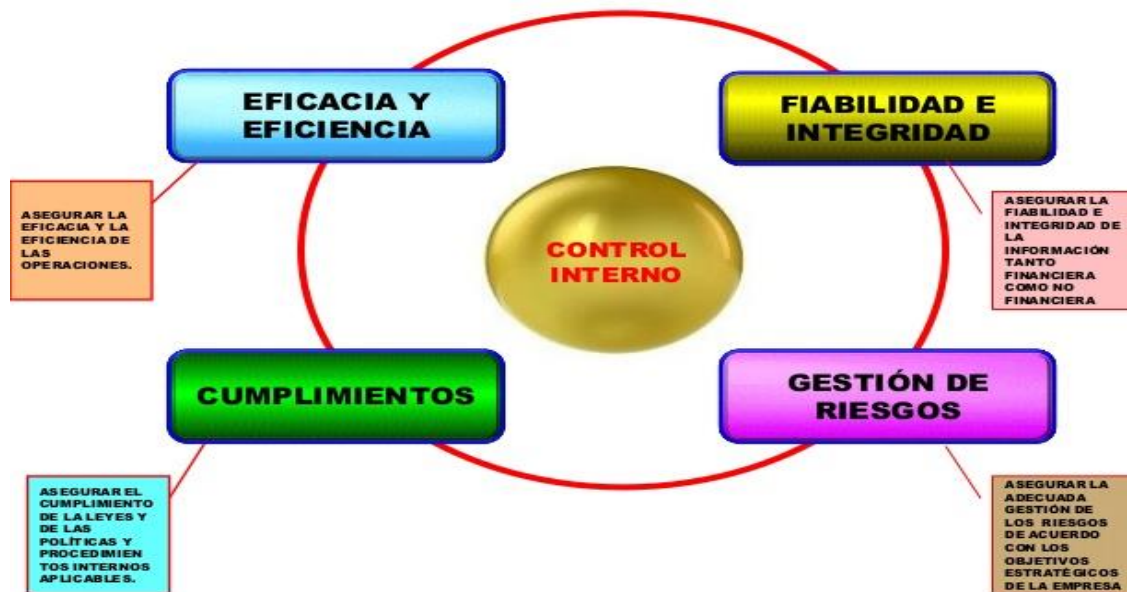 EFICACIA Y
EFICIENCIA
FIABILIDAD E
INTEGRIDAD
ASEGURAR LA
EFICACIA Y LA
EFICIENCIA DE
LAS
OPERACIONES.
CONTROL
INTERNO
ASEGURAR LA
FIABILIDAD E
INTEGRIDAD DE
LA
INFORMACIÓN
TANTO
FINANCIERA
COMO NO
FINANCIERA
CUMPLIMIENTOS
GESTIÓN DE
RIESGOS
ASEGURAR EL
CUMPLIMIENTO
DE LA LEYES Y
DE LAS
POLÍTICAS Y
PROCEDIMIEN
TOS INTERNOS
APLICABLES.
ASEGURAR LA
ADECUADA
GESTIÓN DE
LOS RIESGOS
DE ACUERDO
CON LOS
OBJETIVOS
ESTRATÉGICOS
DE LA EMPRESA